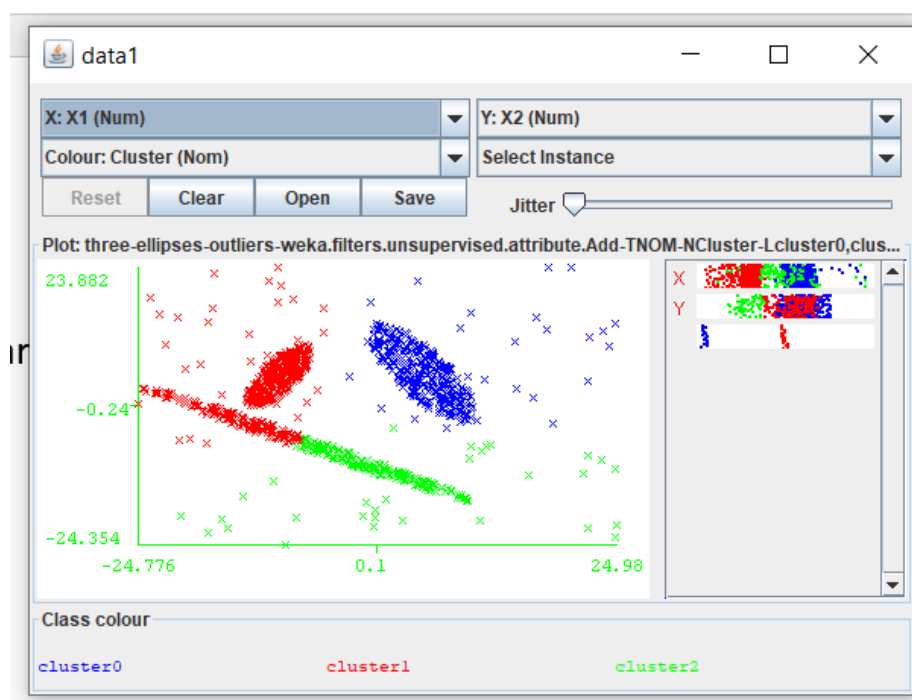 data1
X: X1 (Num) Y: X2 (Num)
Colour: Cluster (Nom) Select Instance
Reset Clear Open Save Jitter
Plot: three-ellipses-outliers-weka.filters.unsupervised.attribute.Add-TNOM-NCluster-Lcluster0,clus...
23.882
-0.24
-24.354
-24.776 0.1 24.98
X
Y
Class colour
cluster0 cluster1 cluster2